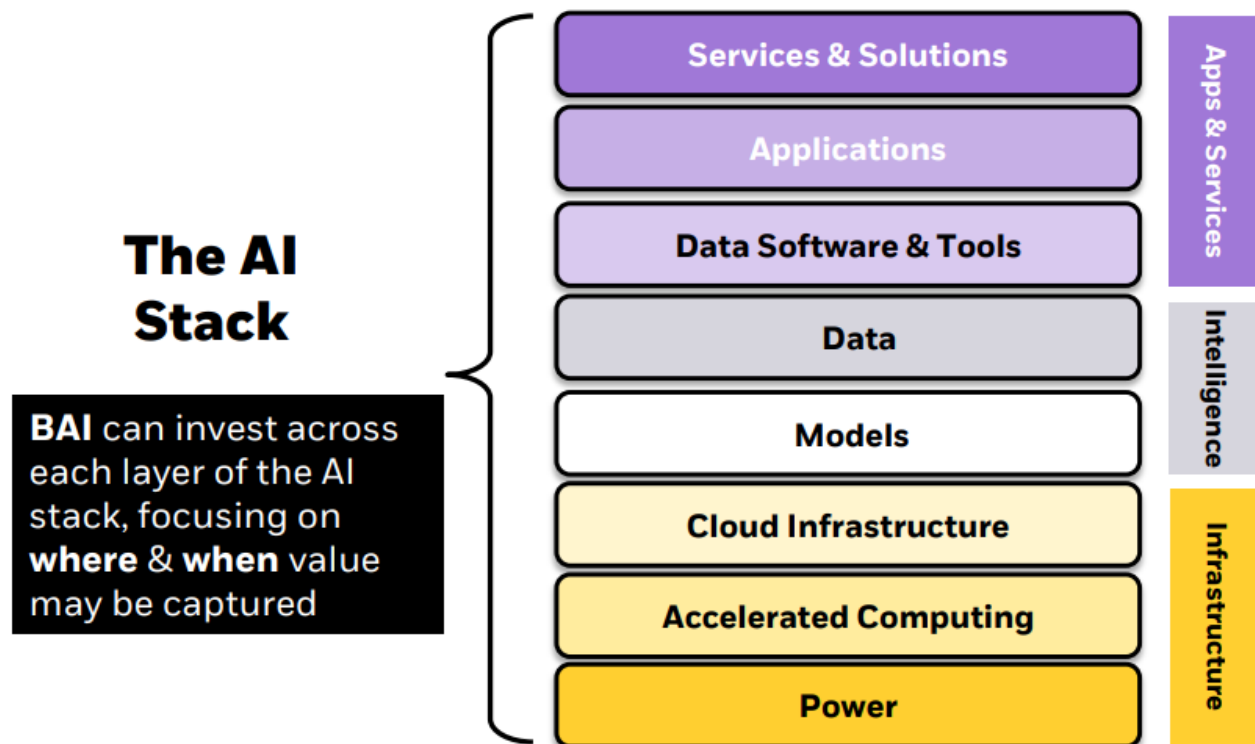 The AI
Stack
BAI can invest across
each layer of the AI
stack, focusing on
where & when value
may be captured
Services & Solutions
Applications
Data Software & Tools
Data
Models
Cloud Infrastructure
Accelerated Computing
Power
Apps & Services
Intelligence
Infrastructure